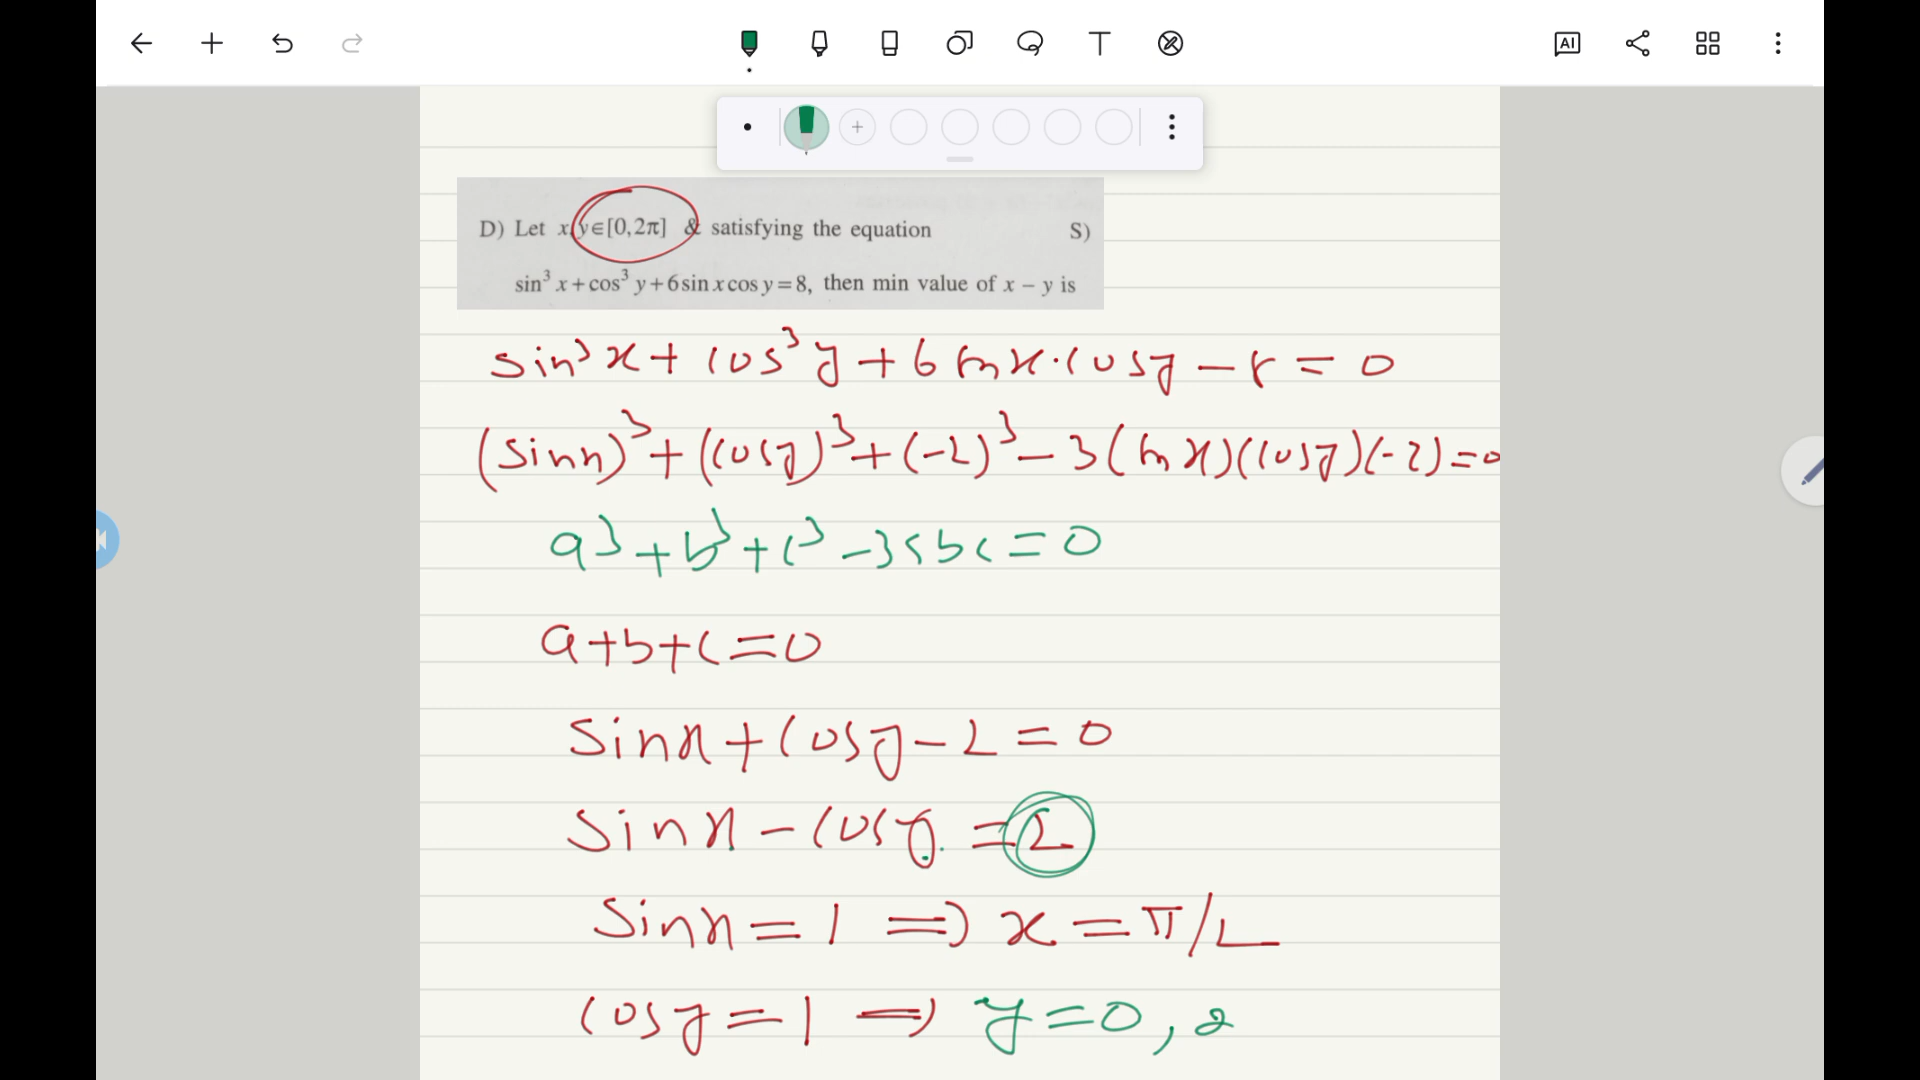 AI
D) Let x,y∈[0,2π] & satisfying the equation S)
sin³ x + cos³ y + 6 sin x cos y = 8, then min value of x − y is
sin³x + cos³y + 6 sinx·cosy − 8 = 0
(sinx)³ + (cosy)³ + (−2)³ − 3(sinx)(cosy)(−2) = 0
a³ + b³ + c³ − 3abc = 0
a + b + c = 0
sinx + cosy − 2 = 0
sinx − cosy = 2
sinx = 1 ⇒ x = π/2
cosy = 1 ⇒ y = 0, 2